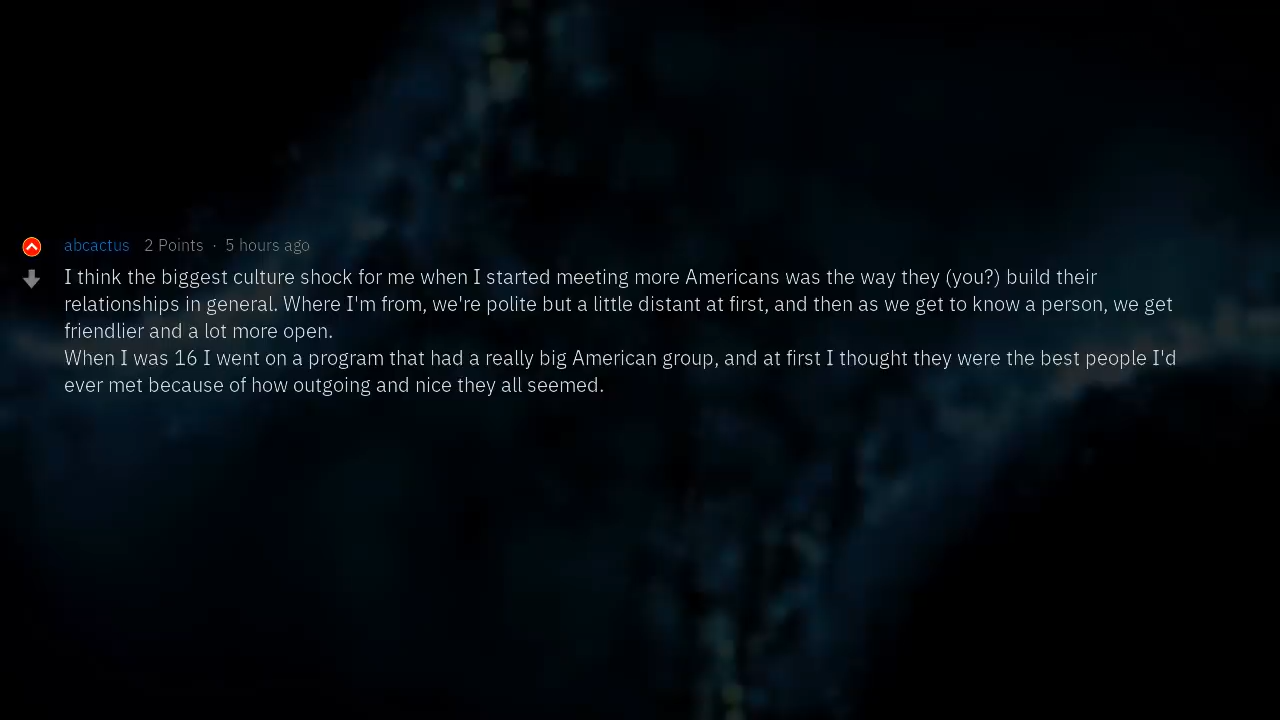 abcactus 2 Points · 5 hours ago
I think the biggest culture shock for me when I started meeting more Americans was the way they (you?) build their
relationships in general. Where I'm from, we're polite but a little distant at first, and then as we get to know a person, we get
friendlier and a lot more open.
When I was 16 I went on a program that had a really big American group, and at first I thought they were the best people I'd
ever met because of how outgoing and nice they all seemed.